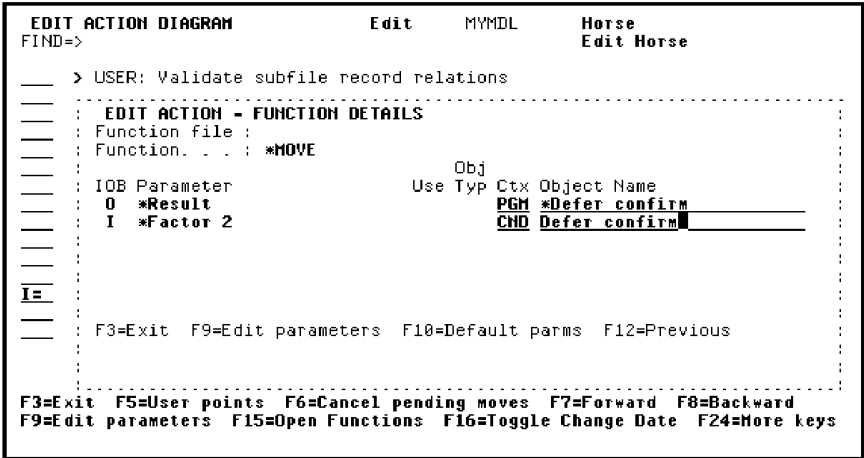 EDIT ACTION DIAGRAM Edit MYMDL Horse
FIND=> Edit Horse
> USER: Validate subfile record relations
EDIT ACTION - FUNCTION DETAILS
Function file :
Function. . . : *MOVE
Obj
IOB Parameter Use Typ Ctx Object Name
O *Result PGM *Defer confirm
I *Factor 2 CND Defer confirm
I=
F3=Exit F9=Edit parameters F10=Default parms F12=Previous
F3=Exit F5=User points F6=Cancel pending moves F7=Forward F8=Backward
F9=Edit parameters F15=Open Functions F16=Toggle Change Date F24=More keys